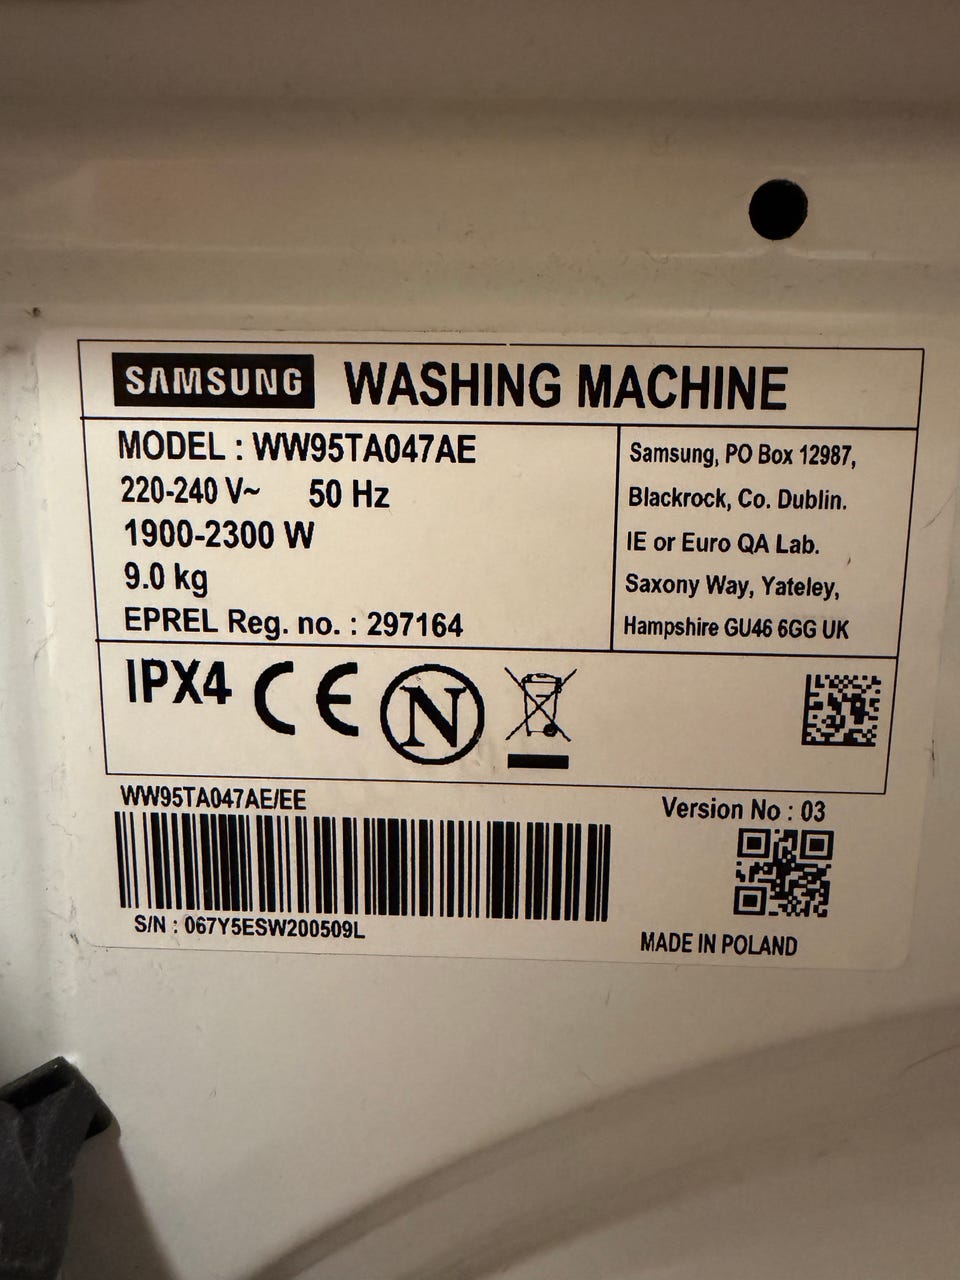 SAMSUNG WASHING MACHINE
MODEL : WW95TA047AE
220-240 V~ 50 Hz
1900-2300 W
9.0 kg
EPREL Reg. no. : 297164
Samsung, PO Box 12987,
Blackrock, Co. Dublin.
IE or Euro QA Lab.
Saxony Way, Yateley,
Hampshire GU46 6GG UK
IPX4 CE N
WW95TA047AE/EE
Version No : 03
S/N : 067Y5ESW200509L
MADE IN POLAND